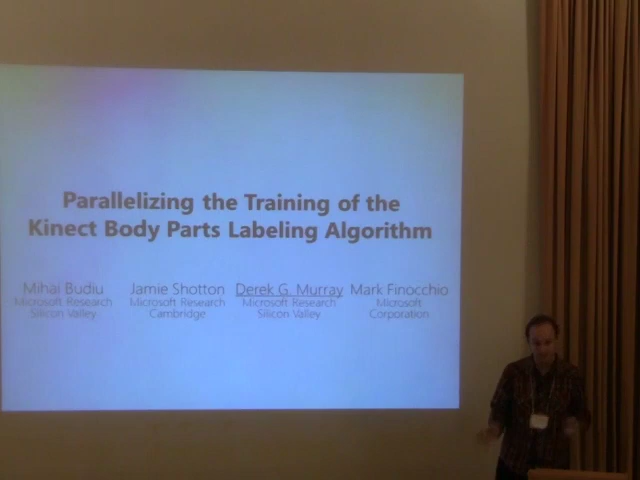 Parallelizing the Training of the
Kinect Body Parts Labeling Algorithm
Mihai Budiu
Microsoft Research
Silicon Valley
Jamie Shotton
Microsoft Research
Cambridge
Derek G. Murray
Microsoft Research
Silicon Valley
Mark Finocchio
Microsoft
Corporation